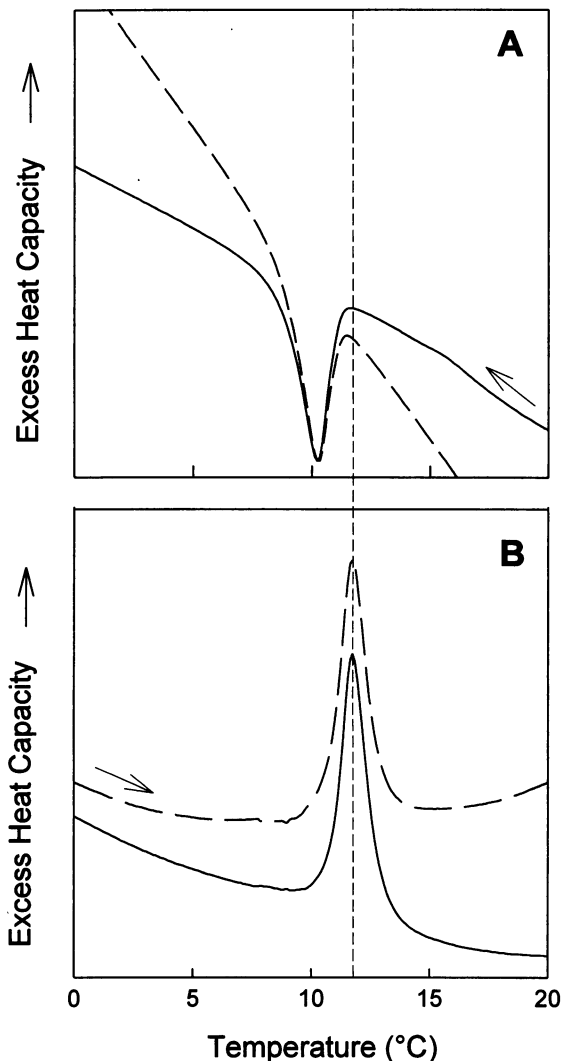 A
Excess Heat Capacity
B
Excess Heat Capacity
0 5 10 15 20
Temperature (°C)